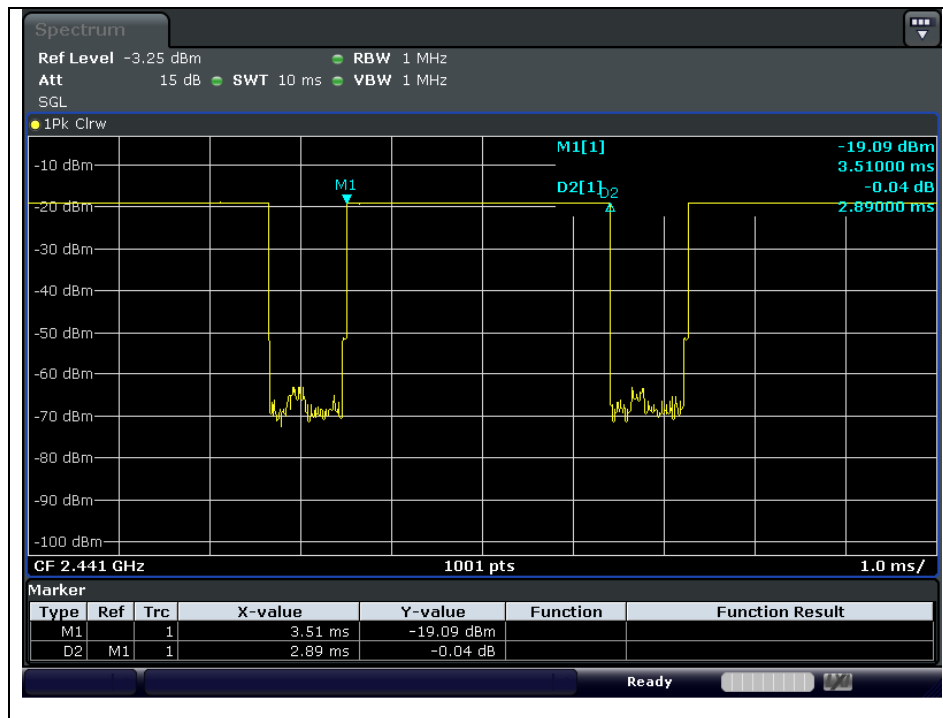 Spectrum
Ref Level -3.25 dBm RBW 1 MHz
Att 15 dB SWT 10 ms VBW 1 MHz
SGL
1Pk Clrw
M1[1] -19.09 dBm
3.51000 ms
D2[1] -0.04 dB
2.89000 ms
M1
D2
-10 dBm
-20 dBm
-30 dBm
-40 dBm
-50 dBm
-60 dBm
-70 dBm
-80 dBm
-90 dBm
-100 dBm
CF 2.441 GHz 1001 pts 1.0 ms/
Marker
Type Ref Trc X-value Y-value Function Function Result
M1 1 3.51 ms -19.09 dBm
D2 M1 1 2.89 ms -0.04 dB
Ready